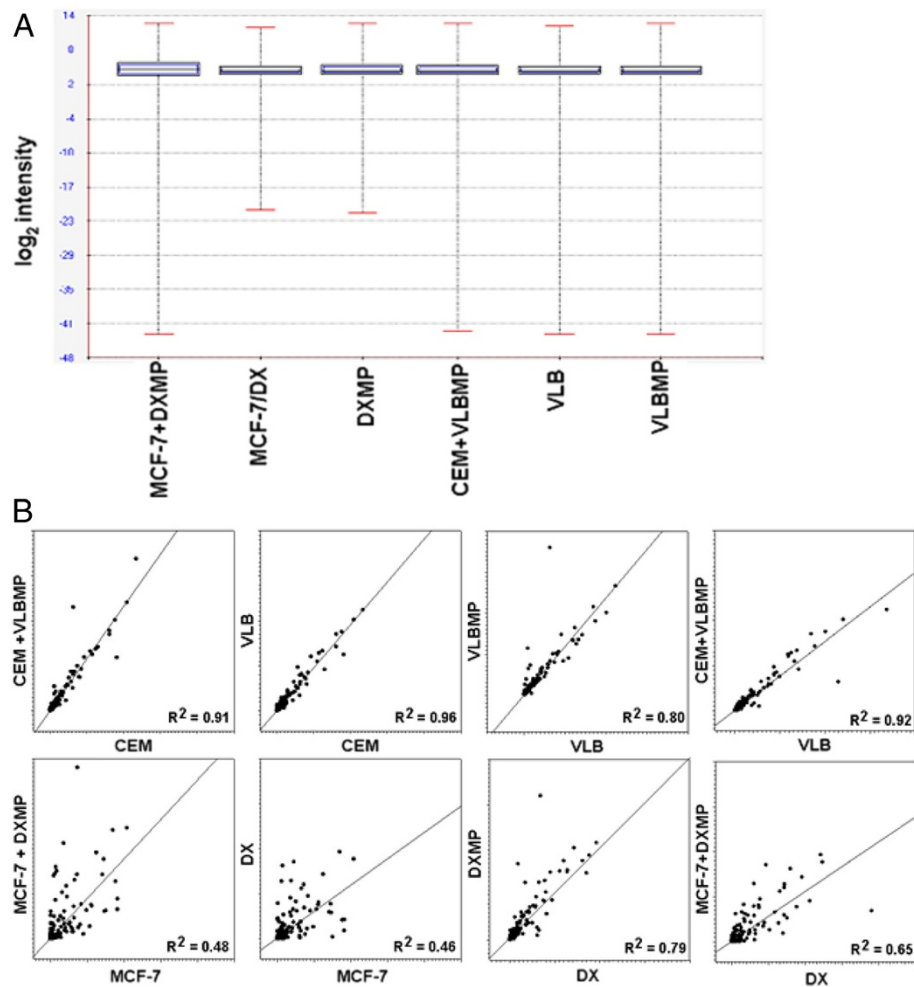 A
14
8
2
-4
-10
-17
-23
-29
-35
-41
-48
log2 intensity
MCF-7+DXMP
MCF-7/DX
DXMP
CEM+VLBMP
VLB
VLBMP
B
CEM +VLBMP
R2 = 0.91
CEM
VLB
R2 = 0.96
CEM
VLBMP
R2 = 0.80
VLB
CEM+VLBMP
R2 = 0.92
VLB
MCF-7 + DXMP
R2 = 0.48
MCF-7
DX
R2 = 0.46
MCF-7
DXMP
R2 = 0.79
DX
MCF-7+DXMP
R2 = 0.65
DX